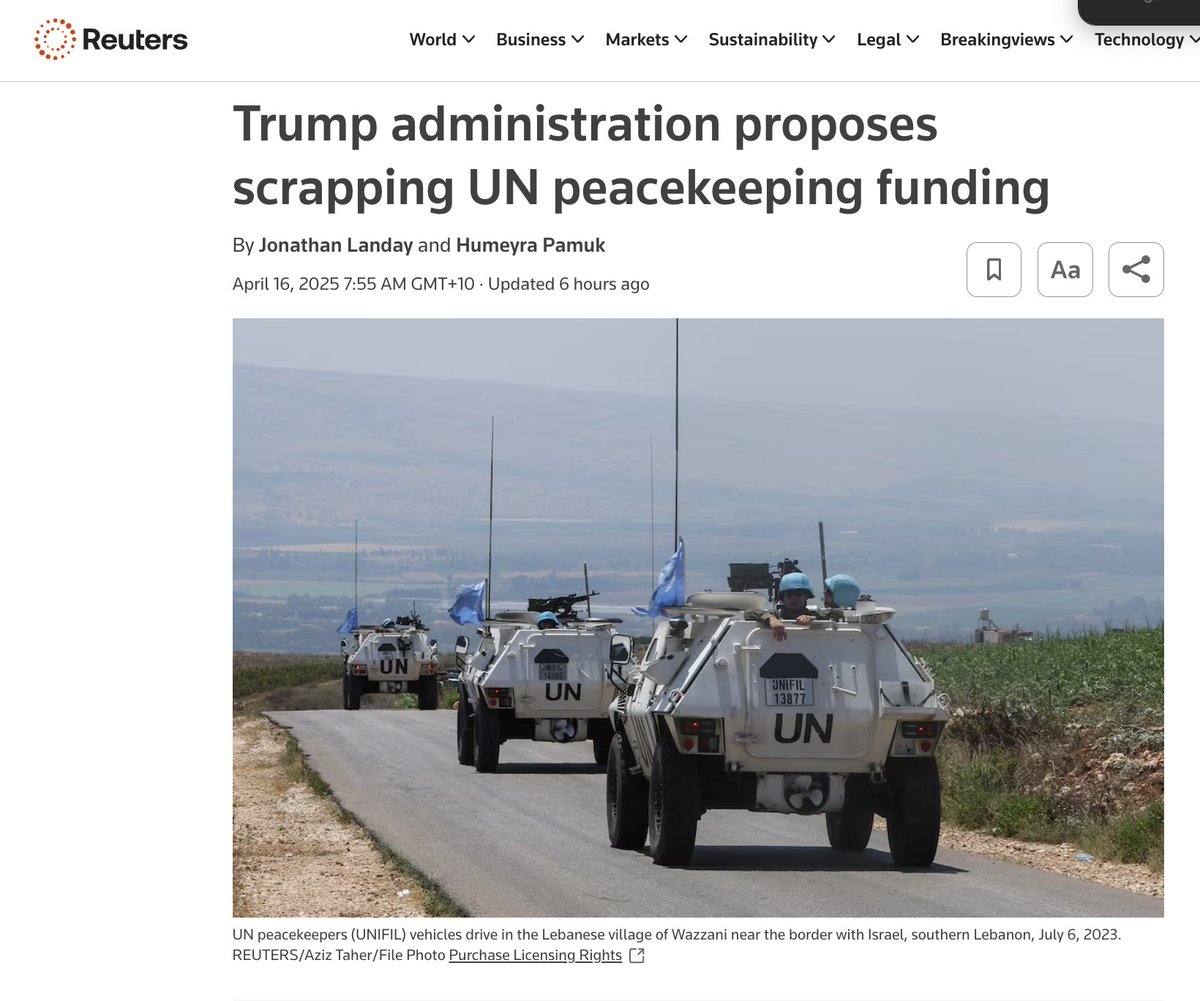 Reuters
World Business Markets Sustainability Legal Breakingviews Technology
Trump administration proposes
scrapping UN peacekeeping funding
By Jonathan Landay and Humeyra Pamuk
April 16, 2025 7:55 AM GMT+10 · Updated 6 hours ago
Aa
UN
UNIFIL
UN
UNIFIL
13877
UN
UN peacekeepers (UNIFIL) vehicles drive in the Lebanese village of Wazzani near the border with Israel, southern Lebanon, July 6, 2023.
REUTERS/Aziz Taher/File Photo Purchase Licensing Rights